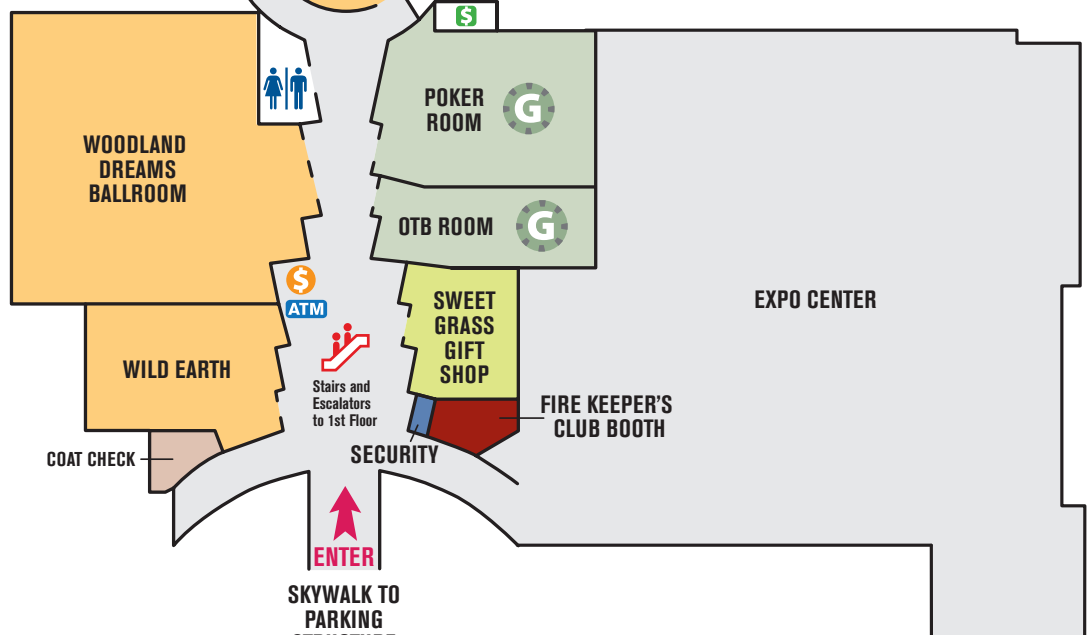 $
POKER
ROOM
G
WOODLAND
DREAMS
BALLROOM
OTB ROOM
G
$
ATM
SWEET
GRASS
GIFT
SHOP
EXPO CENTER
WILD EARTH
Stairs and
Escalators
to 1st Floor
FIRE KEEPER'S
CLUB BOOTH
COAT CHECK
SECURITY
ENTER
SKYWALK TO
PARKING